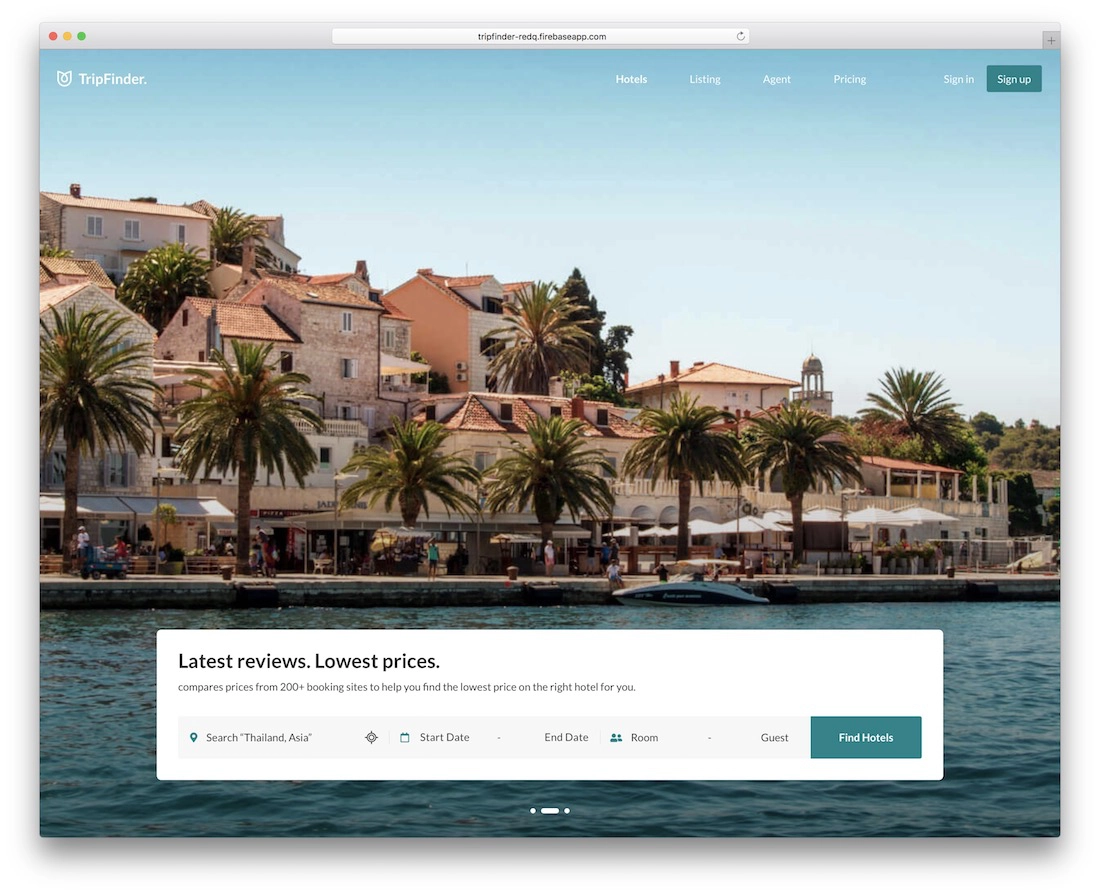 tripfinder-redq.firebaseapp.com
TripFinder.
Hotels
Listing
Agent
Pricing
Sign in
Sign up
PIZZA
Latest reviews. Lowest prices.
compares prices from 200+ booking sites to help you find the lowest price on the right hotel for you.
Search “Thailand, Asia”
Start Date
-
End Date
Room
-
Guest
Find Hotels